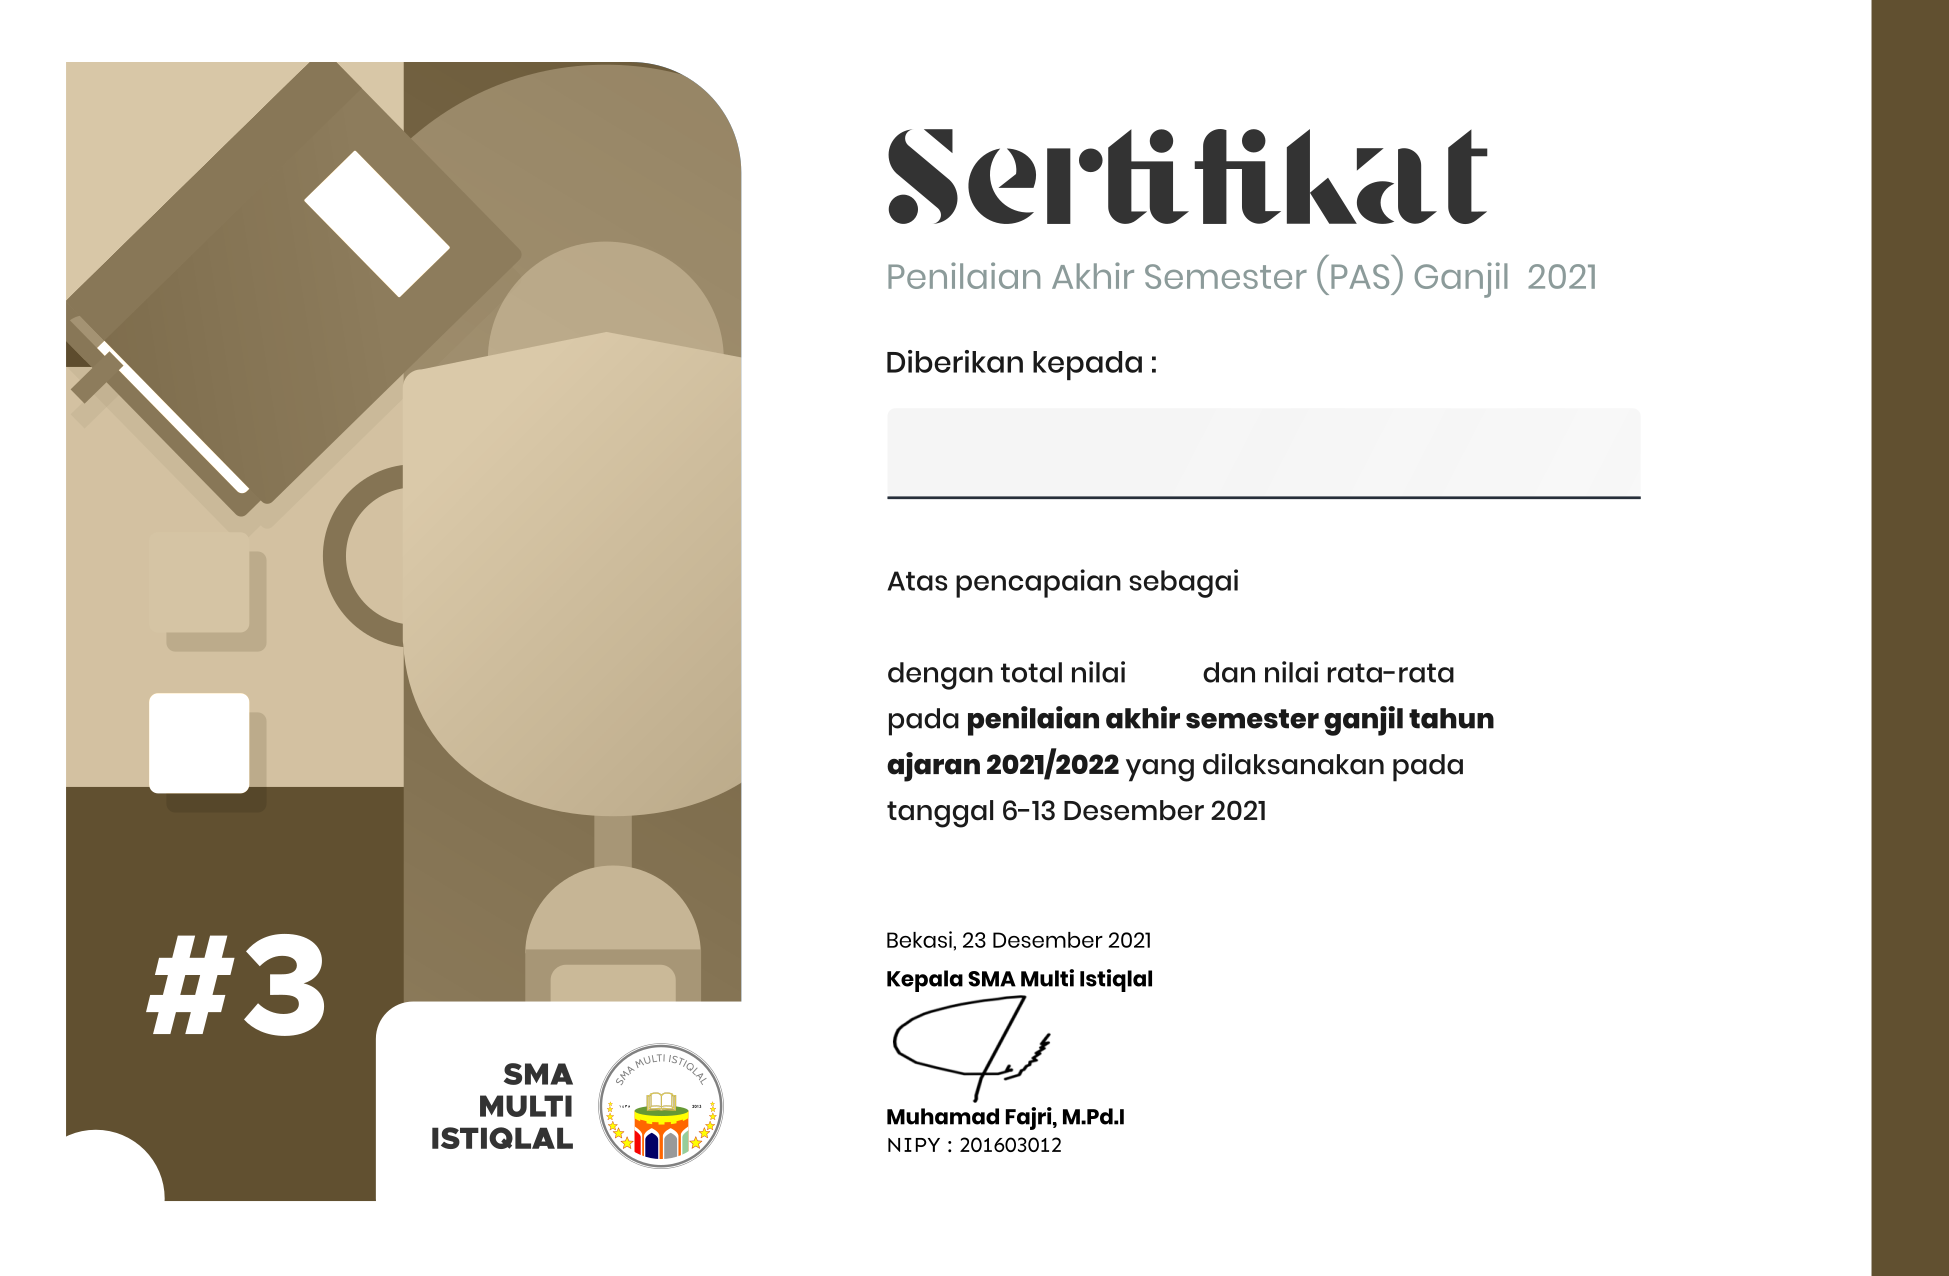 Sertifikat
Penilaian Akhir Semester (PAS) Ganjil 2021
Diberikan kepada :
Atas pencapaian sebagai
dengan total nilai dan nilai rata-rata
pada penilaian akhir semester ganjil tahun
ajaran 2021/2022 yang dilaksanakan pada
tanggal 6-13 Desember 2021
Bekasi, 23 Desember 2021
Kepala SMA Multi Istiqlal
Muhamad Fajri, M.Pd.I
NIPY : 201603012
#3
SMA
MULTI
ISTIQLAL
SMA MULTI ISTIQLAL
2012